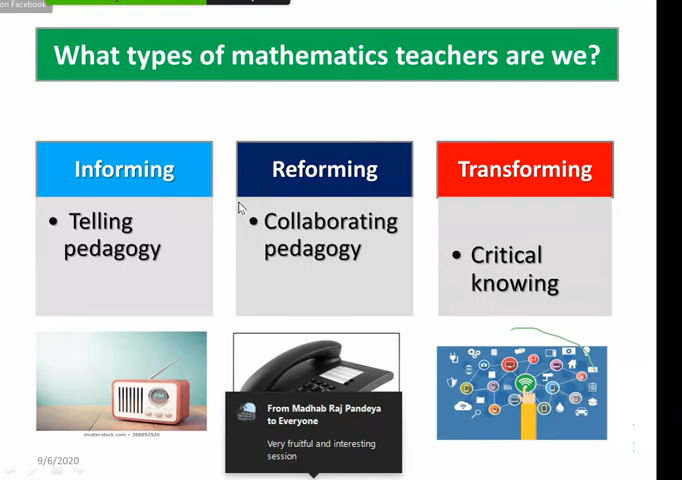 on Facebook
What types of mathematics teachers are we?
Informing
Reforming
Transforming
• Telling
pedagogy
• Collaborating
pedagogy
• Critical
knowing
shutterstock.com • 388892920
From Madhab Raj Pandeya
to Everyone
Very fruitful and interesting
session
9/6/2020